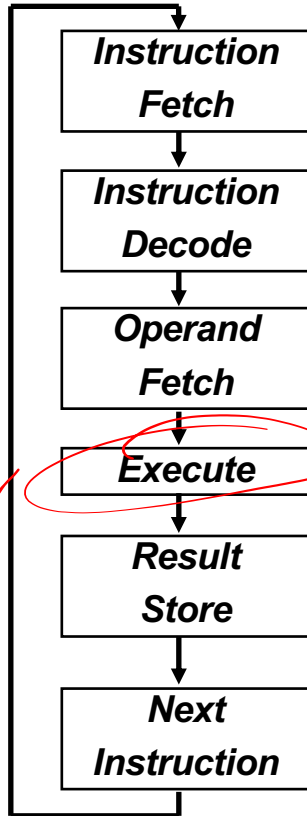 Instruction
Fetch
Instruction
Decode
Operand
Fetch
Execute
Result
Store
Next
Instruction